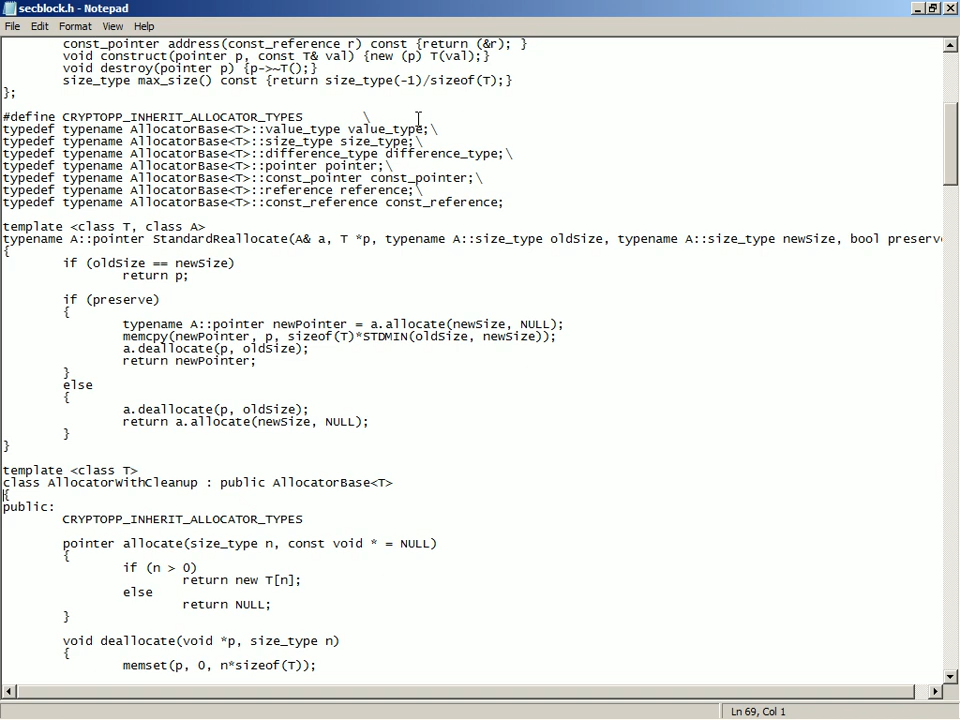 secblock.h - Notepad
File Edit Format View Help
const_pointer address(const_reference r) const {return (&r); }
void construct(pointer p, const T& val) {new (p) T(val);}
void destroy(pointer p) {p->~T();}
size_type max_size() const {return size_type(-1)/sizeof(T);}
};
#define CRYPTOPP_INHERIT_ALLOCATOR_TYPES \
typedef typename AllocatorBase<T>::value_type value_type;\
typedef typename AllocatorBase<T>::size_type size_type;\
typedef typename AllocatorBase<T>::difference_type difference_type;\
typedef typename AllocatorBase<T>::pointer pointer;\
typedef typename AllocatorBase<T>::const_pointer const_pointer;\
typedef typename AllocatorBase<T>::reference reference;\
typedef typename AllocatorBase<T>::const_reference const_reference;
template <class T, class A>
typename A::pointer StandardReallocate(A& a, T *p, typename A::size_type oldSize, typename A::size_type newSize, bool preserv
{
if (oldSize == newSize)
return p;
if (preserve)
{
typename A::pointer newPointer = a.allocate(newSize, NULL);
memcpy(newPointer, p, sizeof(T)*STDMIN(oldSize, newSize));
a.deallocate(p, oldSize);
return newPointer;
}
else
{
a.deallocate(p, oldSize);
return a.allocate(newSize, NULL);
}
}
template <class T>
class AllocatorWithCleanup : public AllocatorBase<T>
{
public:
CRYPTOPP_INHERIT_ALLOCATOR_TYPES
pointer allocate(size_type n, const void * = NULL)
{
if (n > 0)
return new T[n];
else
return NULL;
}
void deallocate(void *p, size_type n)
{
memset(p, 0, n*sizeof(T));
Ln 69, Col 1